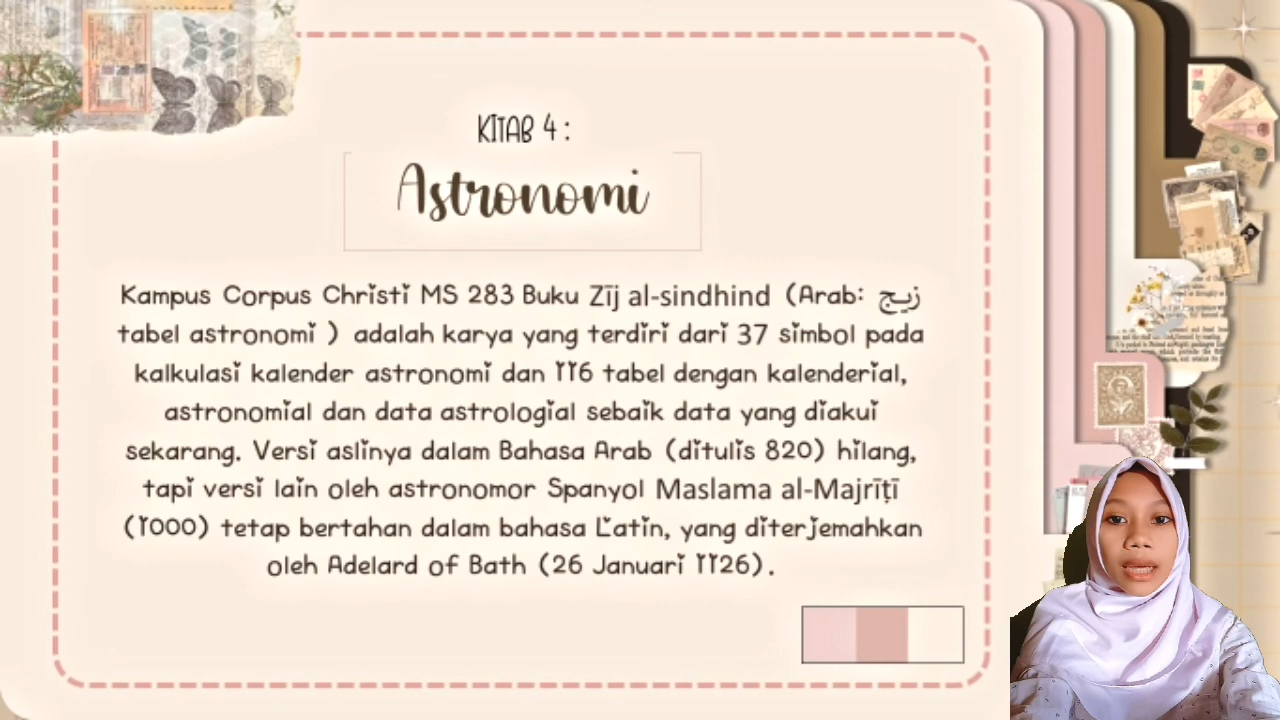 KITAB 4 :
Astronomi
Kampus Corpus Christi MS 283 Buku Zīj al-sindhind (Arab: زيج
tabel astronomi ) adalah karya yang terdiri dari 37 simbol pada
kalkulasi kalender astronomi dan 116 tabel dengan kalenderial,
astronomial dan data astrologial sebaik data yang diakui
sekarang. Versi aslinya dalam Bahasa Arab (ditulis 820) hilang,
tapi versi lain oleh astronomor Spanyol Maslama al-Majrīṭī
(1000) tetap bertahan dalam bahasa Latin, yang diterjemahkan
oleh Adelard of Bath (26 Januari 1126).